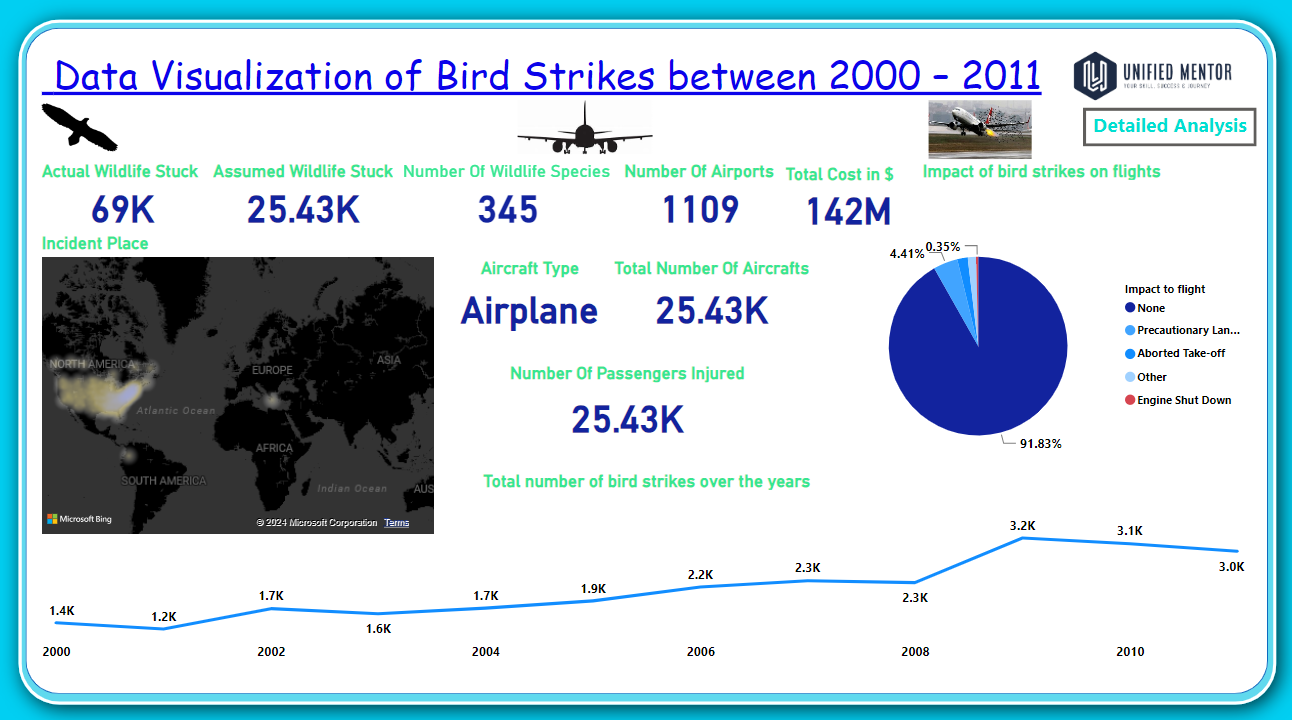 Data Visualization of Bird Strikes between 2000 – 2011
UNIFIED MENTOR
YOUR SKILL, SUCCESS & JOURNEY
Detailed Analysis
Actual Wildlife Stuck
69K
Assumed Wildlife Stuck
25.43K
Number Of Wildlife Species
345
Number Of Airports
1109
Total Cost in $
142M
Impact of bird strikes on flights
Incident Place
NORTH AMERICA
EUROPE
ASIA
Atlantic Ocean
AFRICA
SOUTH AMERICA
Indian Ocean
AUS
Microsoft Bing
© 2024 Microsoft Corporation Terms
Aircraft Type
Airplane
Total Number Of Aircrafts
25.43K
Number Of Passengers Injured
25.43K
4.41%
0.35%
91.83%
Impact to flight
None
Precautionary Lan...
Aborted Take-off
Other
Engine Shut Down
Total number of bird strikes over the years
1.4K
1.2K
1.7K
1.6K
1.7K
1.9K
2.2K
2.3K
2.3K
3.2K
3.1K
3.0K
2000
2002
2004
2006
2008
2010